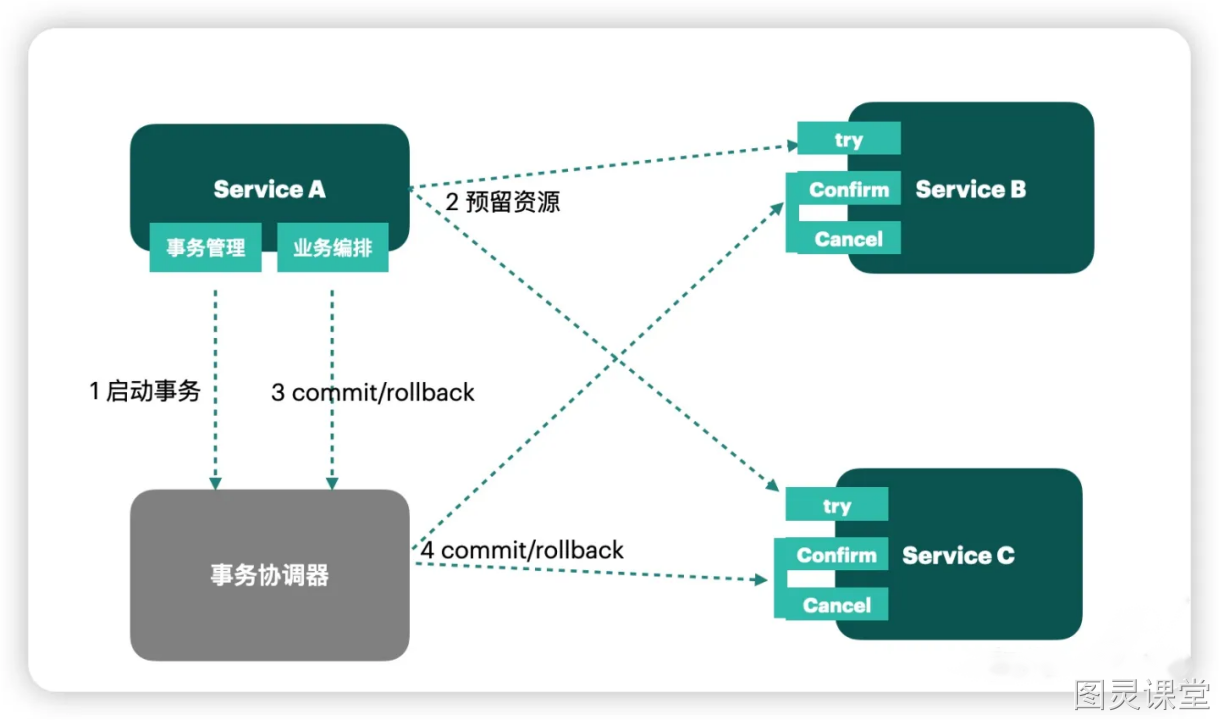 Service A
事务管理
业务编排
try
Confirm
Cancel
Service B
2 预留资源
1 启动事务
3 commit/rollback
事务协调器
4 commit/rollback
try
Confirm
Cancel
Service C
图灵课堂